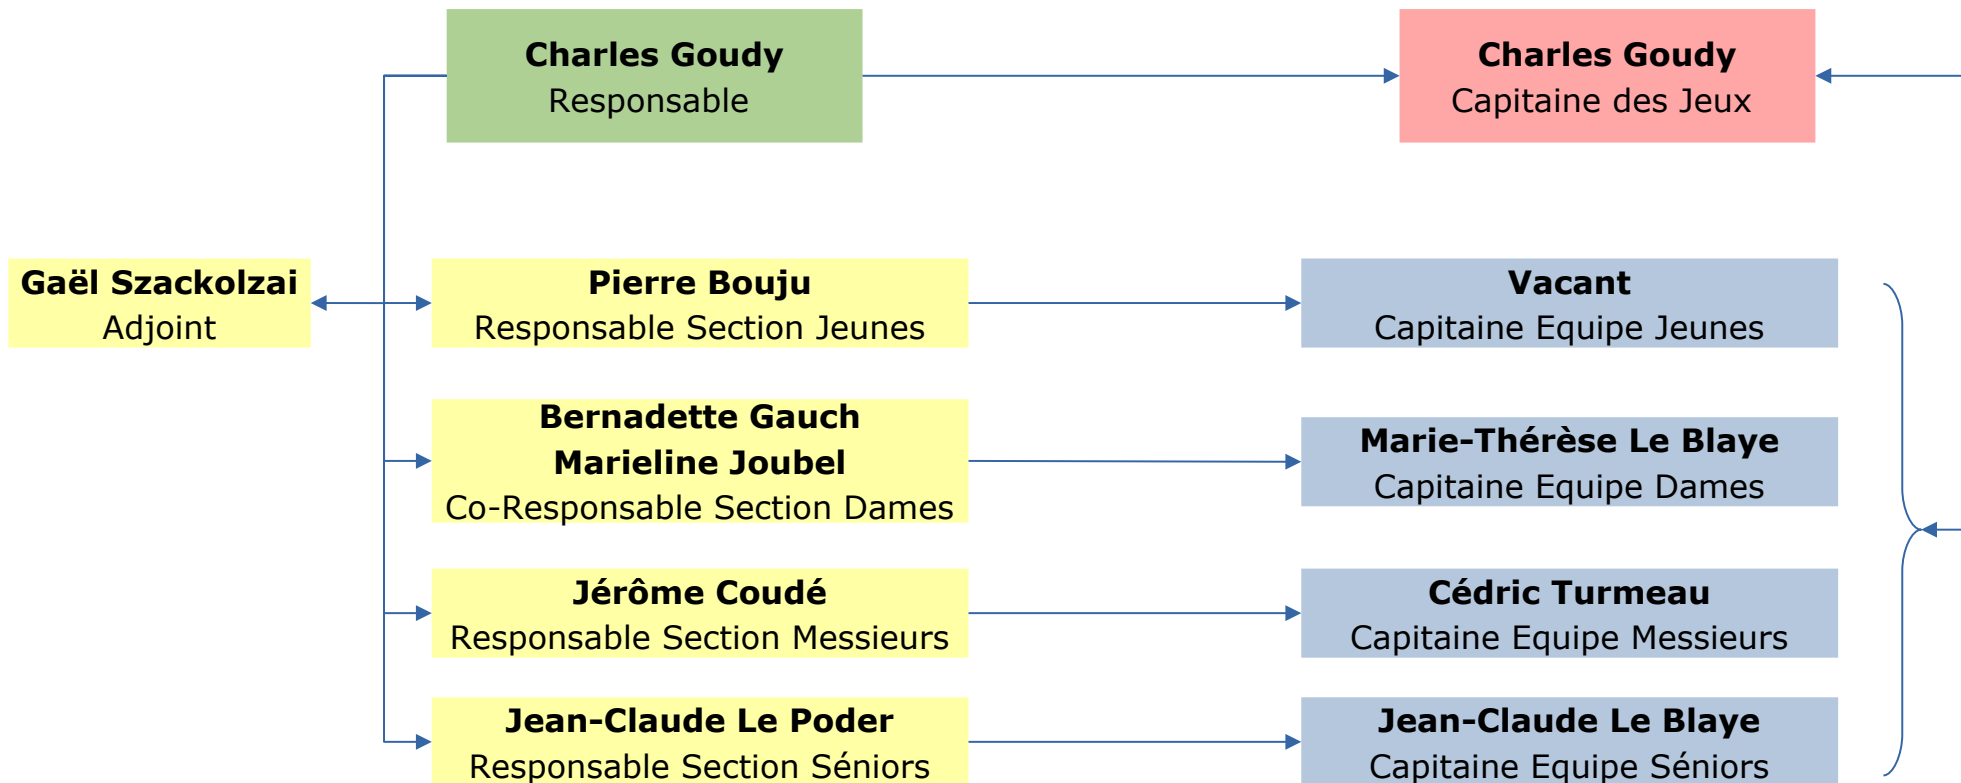 Charles Goudy
Responsable
Charles Goudy
Capitaine des Jeux
Gaël Szackolzai
Adjoint
Pierre Bouju
Responsable Section Jeunes
Vacant
Capitaine Equipe Jeunes
Bernadette Gauch
Marieline Joubel
Co-Responsable Section Dames
Marie-Thérèse Le Blaye
Capitaine Equipe Dames
Jérôme Coudé
Responsable Section Messieurs
Cédric Turmeau
Capitaine Equipe Messieurs
Jean-Claude Le Poder
Responsable Section Séniors
Jean-Claude Le Blaye
Capitaine Equipe Séniors